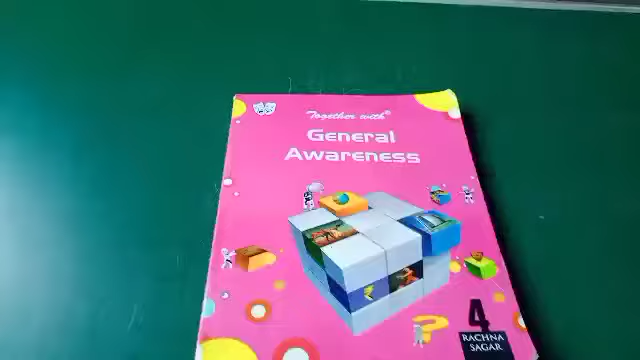 Together with®
General
Awareness
4
RACHNA
SAGAR